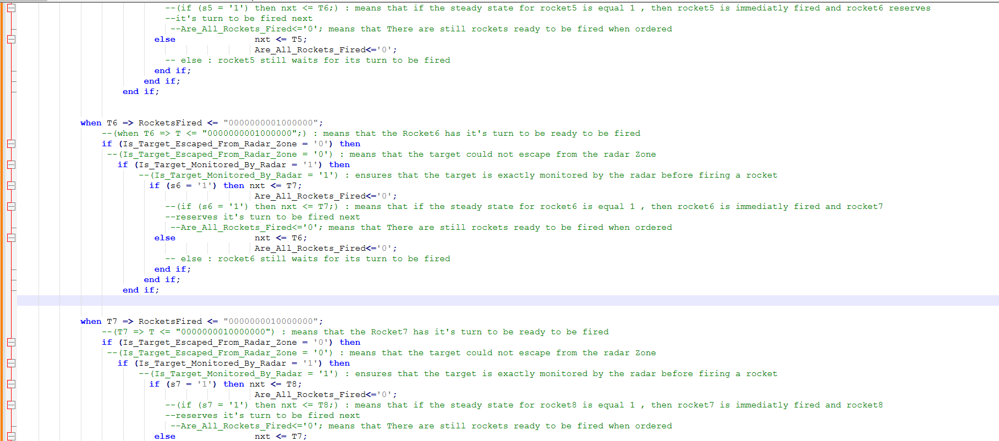 --(if (s5 = '1') then nxt <= T6;) : means that if the steady state for rocket5 is equal 1 , then rocket5 is immediatly fired and rocket6 reserves
--it's turn to be fired next
--Are_All_Rockets_Fired<='0'; means that There are still rockets ready to be fired when ordered
else nxt <= T5;
Are_All_Rockets_Fired<='0';
-- else : rocket5 still waits for its turn to be fired
end if;
end if;
end if;
when T6 => RocketsFired <= "0000000001000000";
--(when T6 => T <= "0000000001000000";) : means that the Rocket6 has it's turn to be ready to be fired
if (Is_Target_Escaped_From_Radar_Zone = '0') then
--(Is_Target_Escaped_From_Radar_Zone = '0') : means that the target could not escape from the radar Zone
if (Is_Target_Monitored_By_Radar = '1') then
--(Is_Target_Monitored_By_Radar = '1') : ensures that the target is exactly monitored by the radar before firing a rocket
if (s6 = '1') then nxt <= T7;
Are_All_Rockets_Fired<='0';
--(if (s6 = '1') then nxt <= T7;) : means that if the steady state for rocket6 is equal 1 , then rocket6 is immediatly fired and rocket7
--reserves it's turn to be fired next
--Are_All_Rockets_Fired<='0'; means that There are still rockets ready to be fired when ordered
else nxt <= T6;
Are_All_Rockets_Fired<='0';
-- else : rocket6 still waits for its turn to be fired
end if;
end if;
end if;
when T7 => RocketsFired <= "0000000010000000";
--(T7 => T <= "0000000010000000") : means that the Rocket7 has it's turn to be ready to be fired
if (Is_Target_Escaped_From_Radar_Zone = '0') then
--(Is_Target_Escaped_From_Radar_Zone = '0') : means that the target could not escape from the radar Zone
if (Is_Target_Monitored_By_Radar = '1') then
--(Is_Target_Monitored_By_Radar = '1') : ensures that the target is exactly monitored by the radar before firing a rocket
if (s7 = '1') then nxt <= T8;
Are_All_Rockets_Fired<='0';
--(if (s7 = '1') then nxt <= T8;) : means that if the steady state for rocket8 is equal 1 , then rocket7 is immediatly fired and rocket8
--reserves it's turn to be fired next
--Are_All_Rockets_Fired<='0'; means that There are still rockets ready to be fired when ordered
else nxt <= T7;